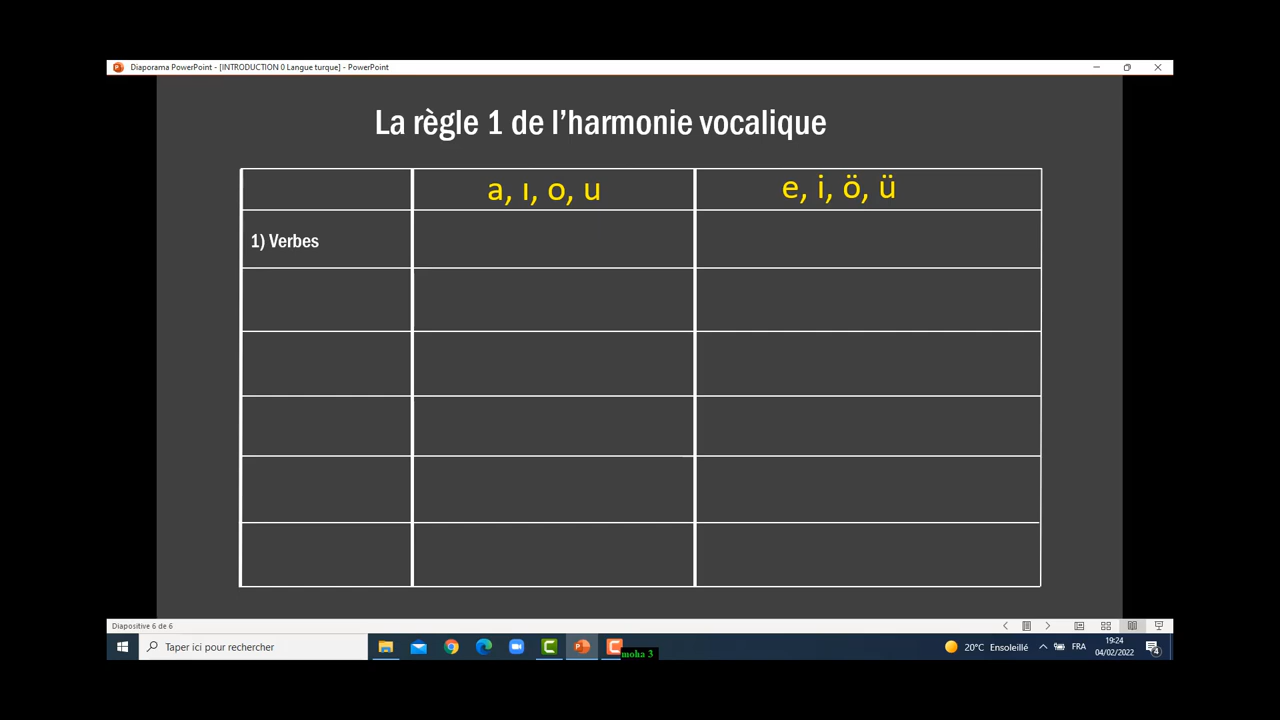 Diaporama PowerPoint - [INTRODUCTION 0 Langue turque] - PowerPoint
La règle 1 de l'harmonie vocalique
a, ı, o, u
e, i, ö, ü
1) Verbes
Diapositive 6 de 6
Taper ici pour rechercher
moha 3
20°C Ensoleillé
FRA
19:24
04/02/2022
4